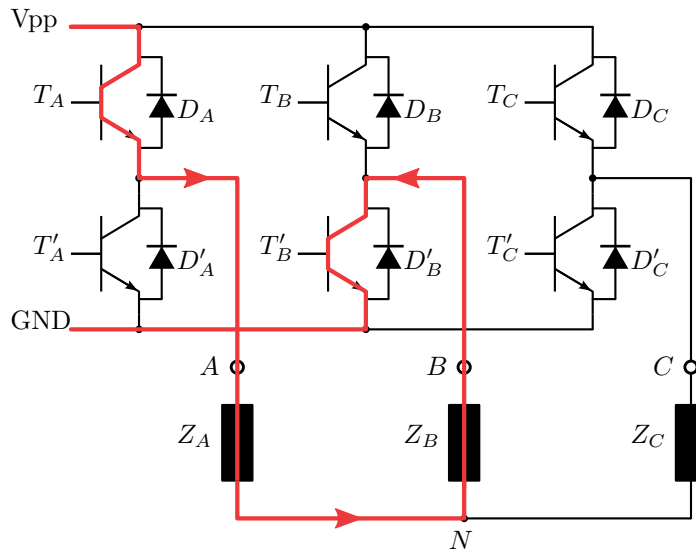 Vpp
T_A D_A T_B D_B T_C D_C
T′_A D′_A T′_B D′_B T′_C D′_C
GND
A B C
Z_A Z_B Z_C
N